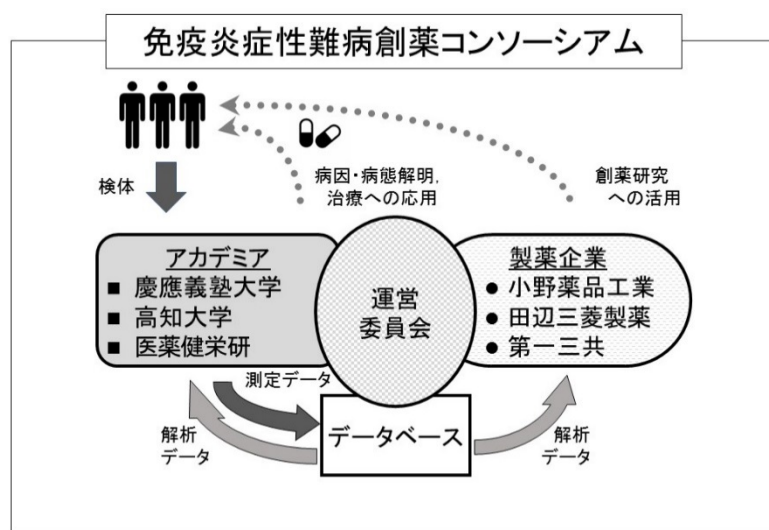 免疫炎症性難病創薬コンソーシアム
検体
病因・病態解明,
治療への応用
創薬研究
への活用
アカデミア
■ 慶應義塾大学
■ 高知大学
■ 医薬健栄研
運営
委員会
製薬企業
● 小野薬品工業
● 田辺三菱製薬
● 第一三共
測定データ
解析
データ
データベース
解析
データ